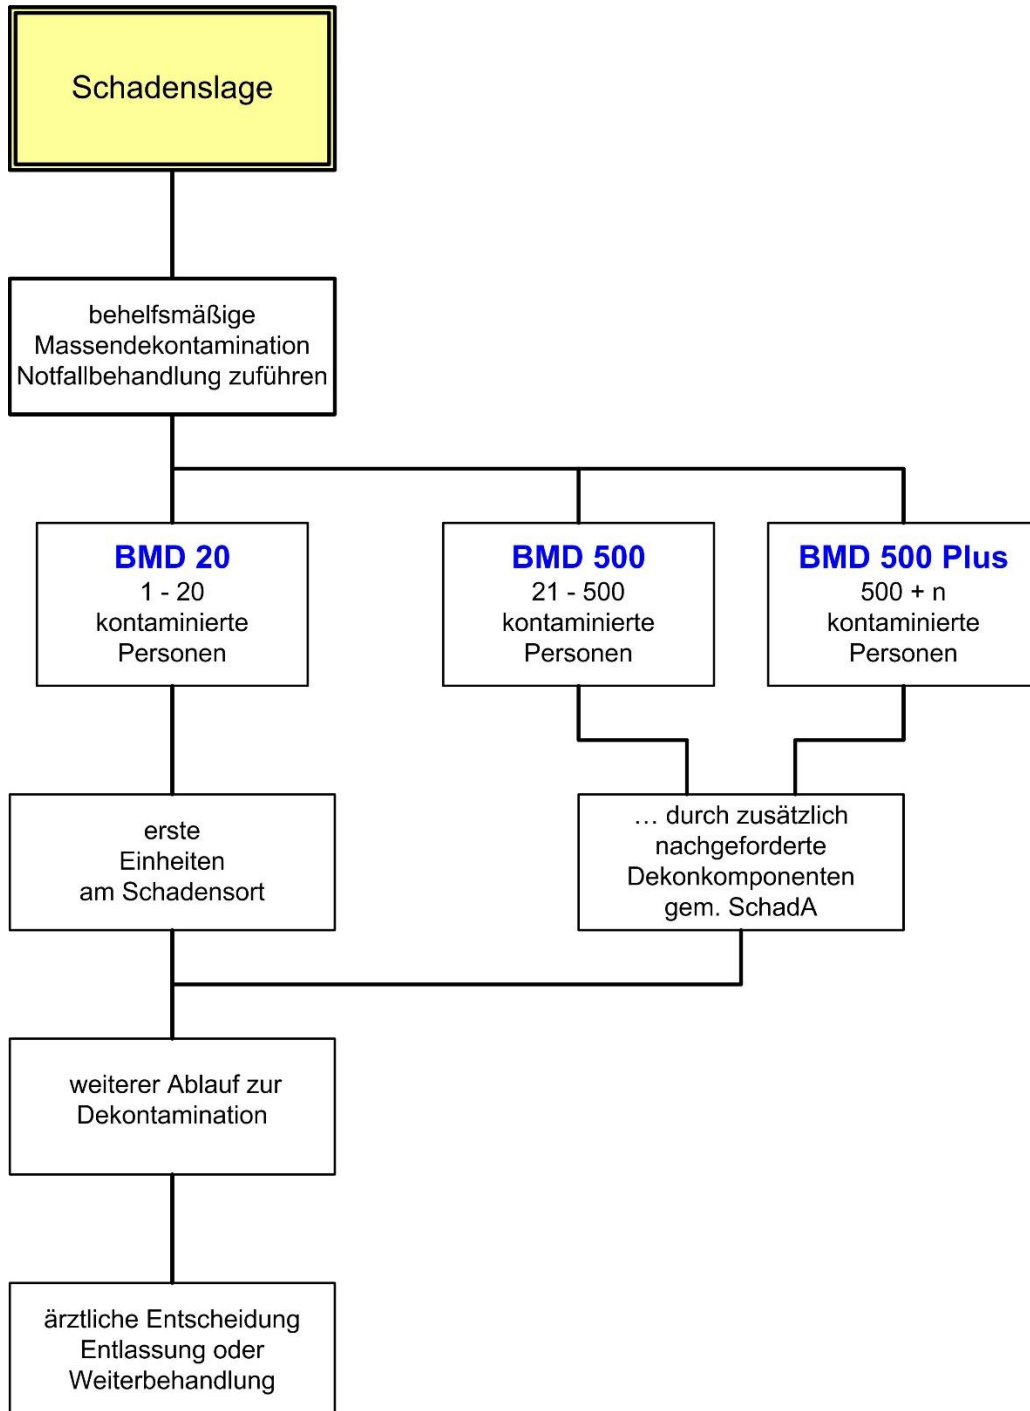 Schadenslage
behelfsmäßige
Massendekontamination
Notfallbehandlung zuführen
BMD 20
1 - 20
kontaminierte
Personen
BMD 500
21 - 500
kontaminierte
Personen
BMD 500 Plus
500 + n
kontaminierte
Personen
erste
Einheiten
am Schadensort
… durch zusätzlich
nachgeforderte
Dekonkomponenten
gem. SchadA
weiterer Ablauf zur
Dekontamination
ärztliche Entscheidung
Entlassung oder
Weiterbehandlung